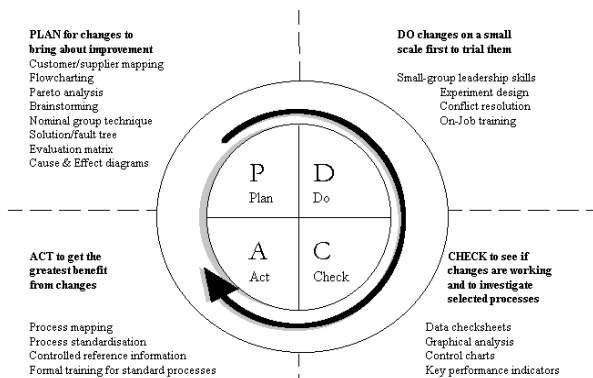 PLAN for changes to
bring about improvement
Customer/supplier mapping
Flowcharting
Pareto analysis
Brainstorming
Nominal group technique
Solution/fault tree
Evaluation matrix
Cause & Effect diagrams
DO changes on a small
scale first to trial them
Small-group leadership skills
Experiment design
Conflict resolution
On-Job training
P
Plan
D
Do
A
Act
C
Check
ACT to get the
greatest benefit
from changes
Process mapping
Process standardisation
Controlled reference information
Formal training for standard processes
CHECK to see if
changes are working
and to investigate
selected processes
Data checksheets
Graphical analysis
Control charts
Key performance indicators